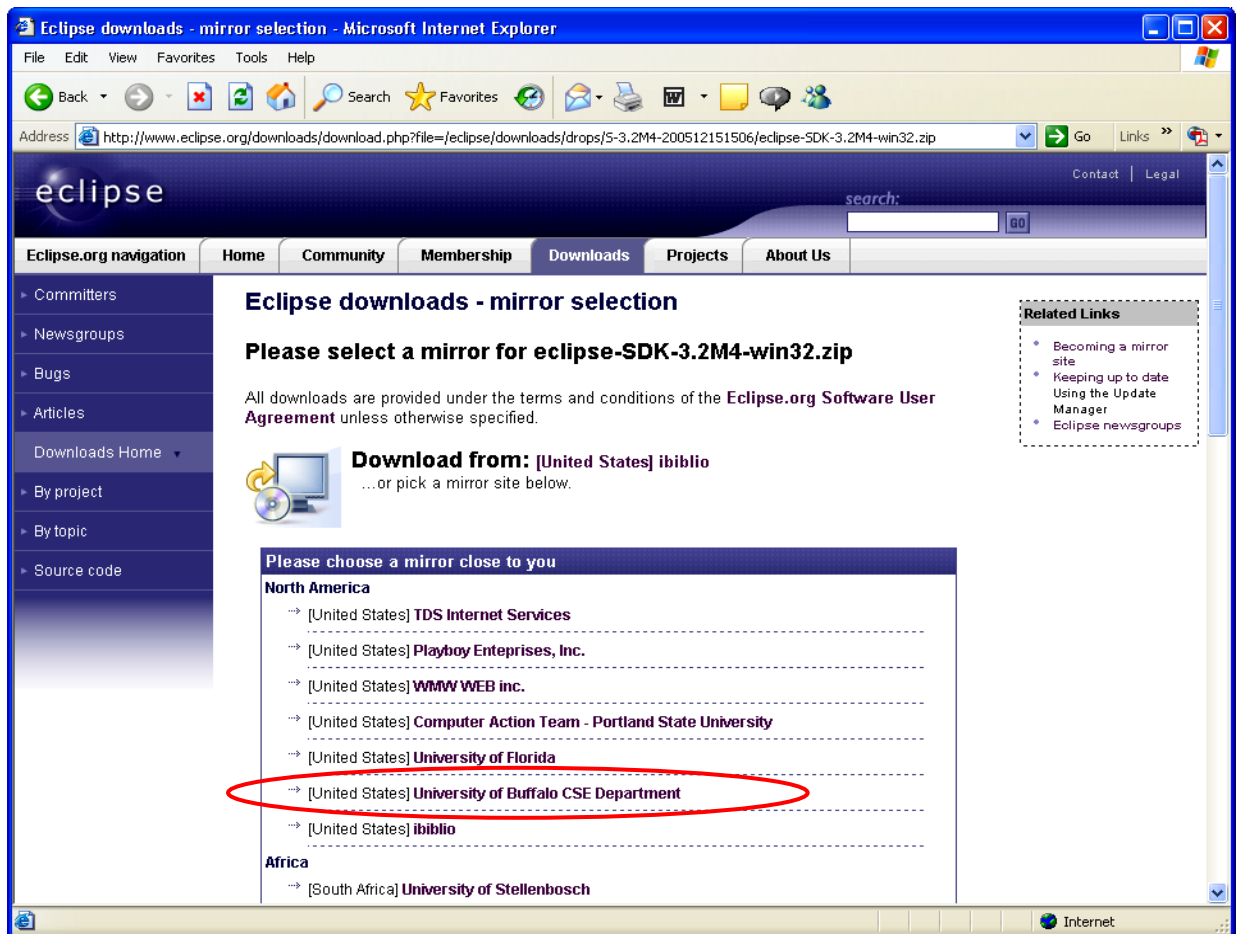 Eclipse downloads - mirror selection - Microsoft Internet Explorer
File Edit View Favorites Tools Help
Back Search Favorites
Address http://www.eclipse.org/downloads/download.php?file=/eclipse/downloads/drops/S-3.2M4-200512151506/eclipse-SDK-3.2M4-win32.zip Go Links »
eclipse
Contact | Legal
search:
GO
Eclipse.org navigation Home Community Membership Downloads Projects About Us
Committers
Newsgroups
Bugs
Articles
Downloads Home
By project
By topic
Source code
Eclipse downloads - mirror selection
Please select a mirror for eclipse-SDK-3.2M4-win32.zip
All downloads are provided under the terms and conditions of the Eclipse.org Software User
Agreement unless otherwise specified.
Download from: [United States] ibiblio
...or pick a mirror site below.
Please choose a mirror close to you
North America
[United States] TDS Internet Services
[United States] Playboy Enteprises, Inc.
[United States] WMW WEB inc.
[United States] Computer Action Team - Portland State University
[United States] University of Florida
[United States] University of Buffalo CSE Department
[United States] ibiblio
Africa
[South Africa] University of Stellenbosch
Related Links
Becoming a mirror
site
Keeping up to date
Using the Update
Manager
Eclipse newsgroups
Internet